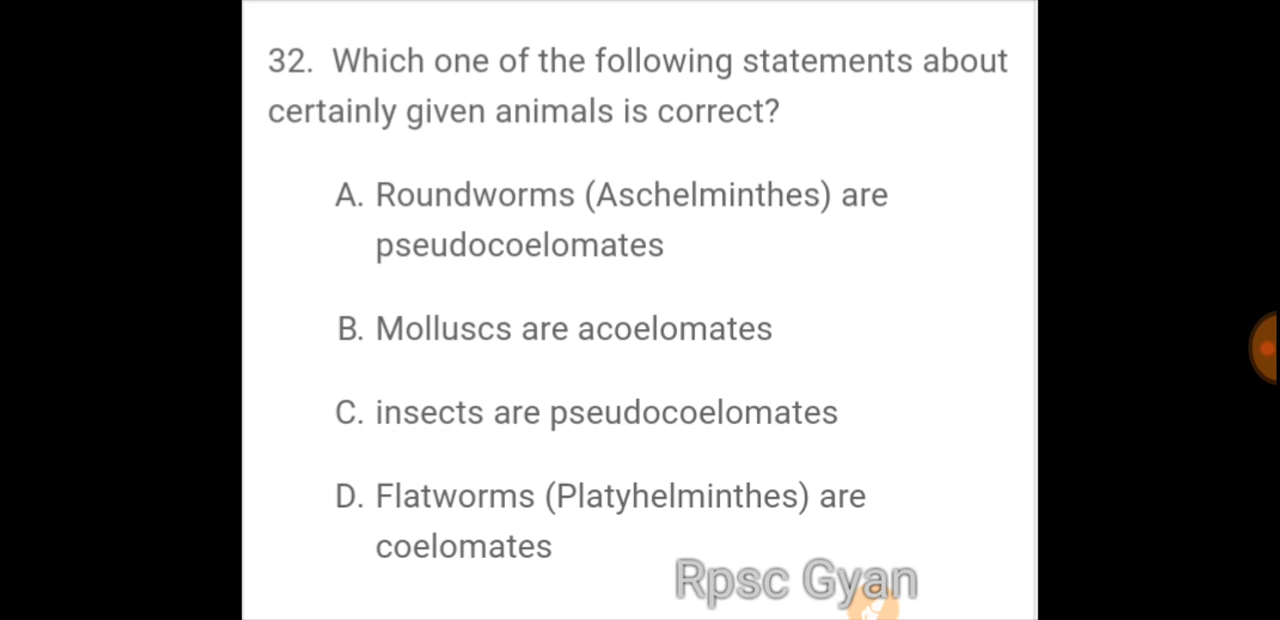 32. Which one of the following statements about
certainly given animals is correct?
A. Roundworms (Aschelminthes) are
pseudocoelomates
B. Molluscs are acoelomates
C. insects are pseudocoelomates
D. Flatworms (Platyhelminthes) are
coelomates
Rpsc Gyan